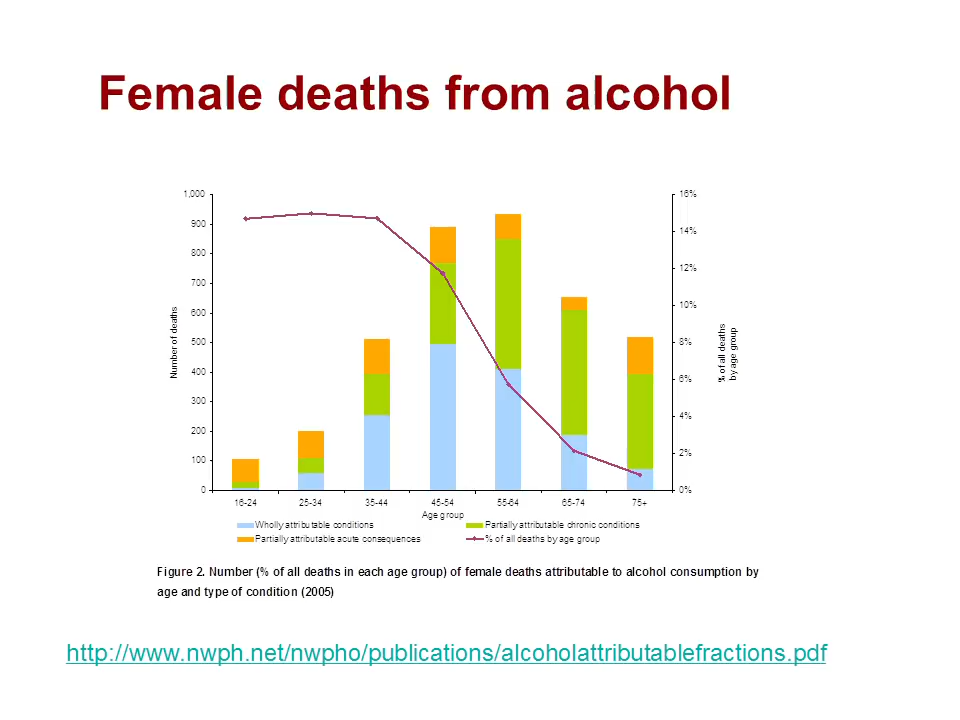 Female deaths from alcohol
1,000
900
800
700
600
500
400
300
200
100
0
Number of deaths
16%
14%
12%
10%
8%
6%
4%
2%
0%
% of all deaths
by age group
16-24 25-34 35-44 45-54 55-64 65-74 75+
Age group
Wholly attributable conditions Partially attributable chronic conditions
Partially attributable acute consequences % of all deaths by age group
Figure 2. Number (% of all deaths in each age group) of female deaths attributable to alcohol consumption by
age and type of condition (2005)
http://www.nwph.net/nwpho/publications/alcoholattributablefractions.pdf